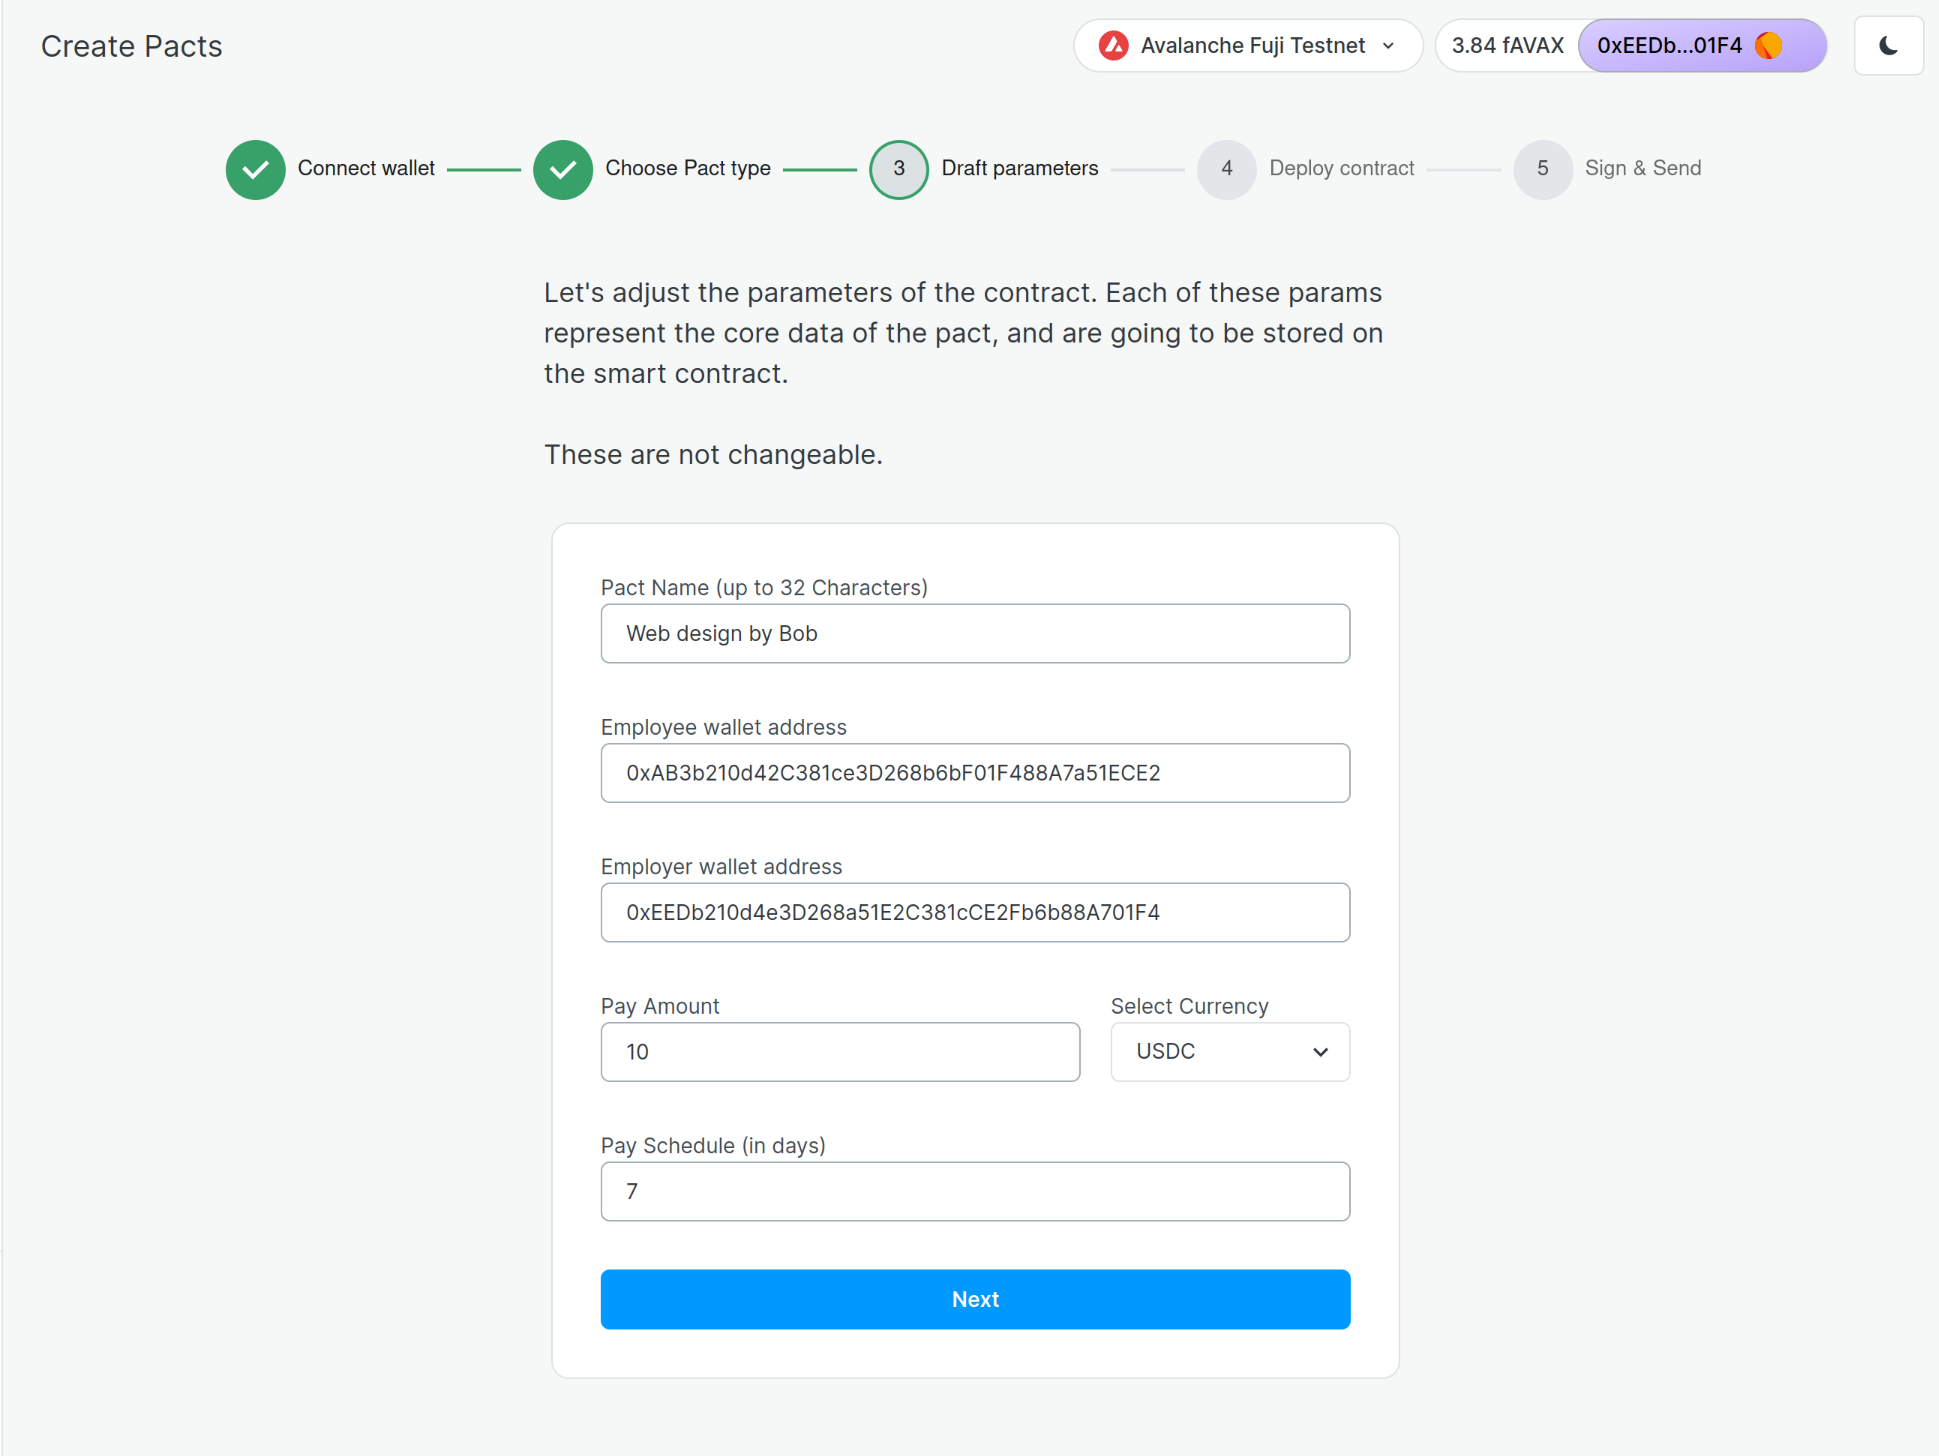 Create Pacts
Avalanche Fuji Testnet
3.84 fAVAX
0xEEDb...01F4
Connect wallet
Choose Pact type
3 Draft parameters
4 Deploy contract
5 Sign & Send
Let's adjust the parameters of the contract. Each of these params
represent the core data of the pact, and are going to be stored on
the smart contract.
These are not changeable.
Pact Name (up to 32 Characters)
Web design by Bob
Employee wallet address
0xAB3b210d42C381ce3D268b6bF01F488A7a51ECE2
Employer wallet address
0xEEDb210d4e3D268a51E2C381cCE2Fb6b88A701F4
Pay Amount
10
Select Currency
USDC
Pay Schedule (in days)
7
Next